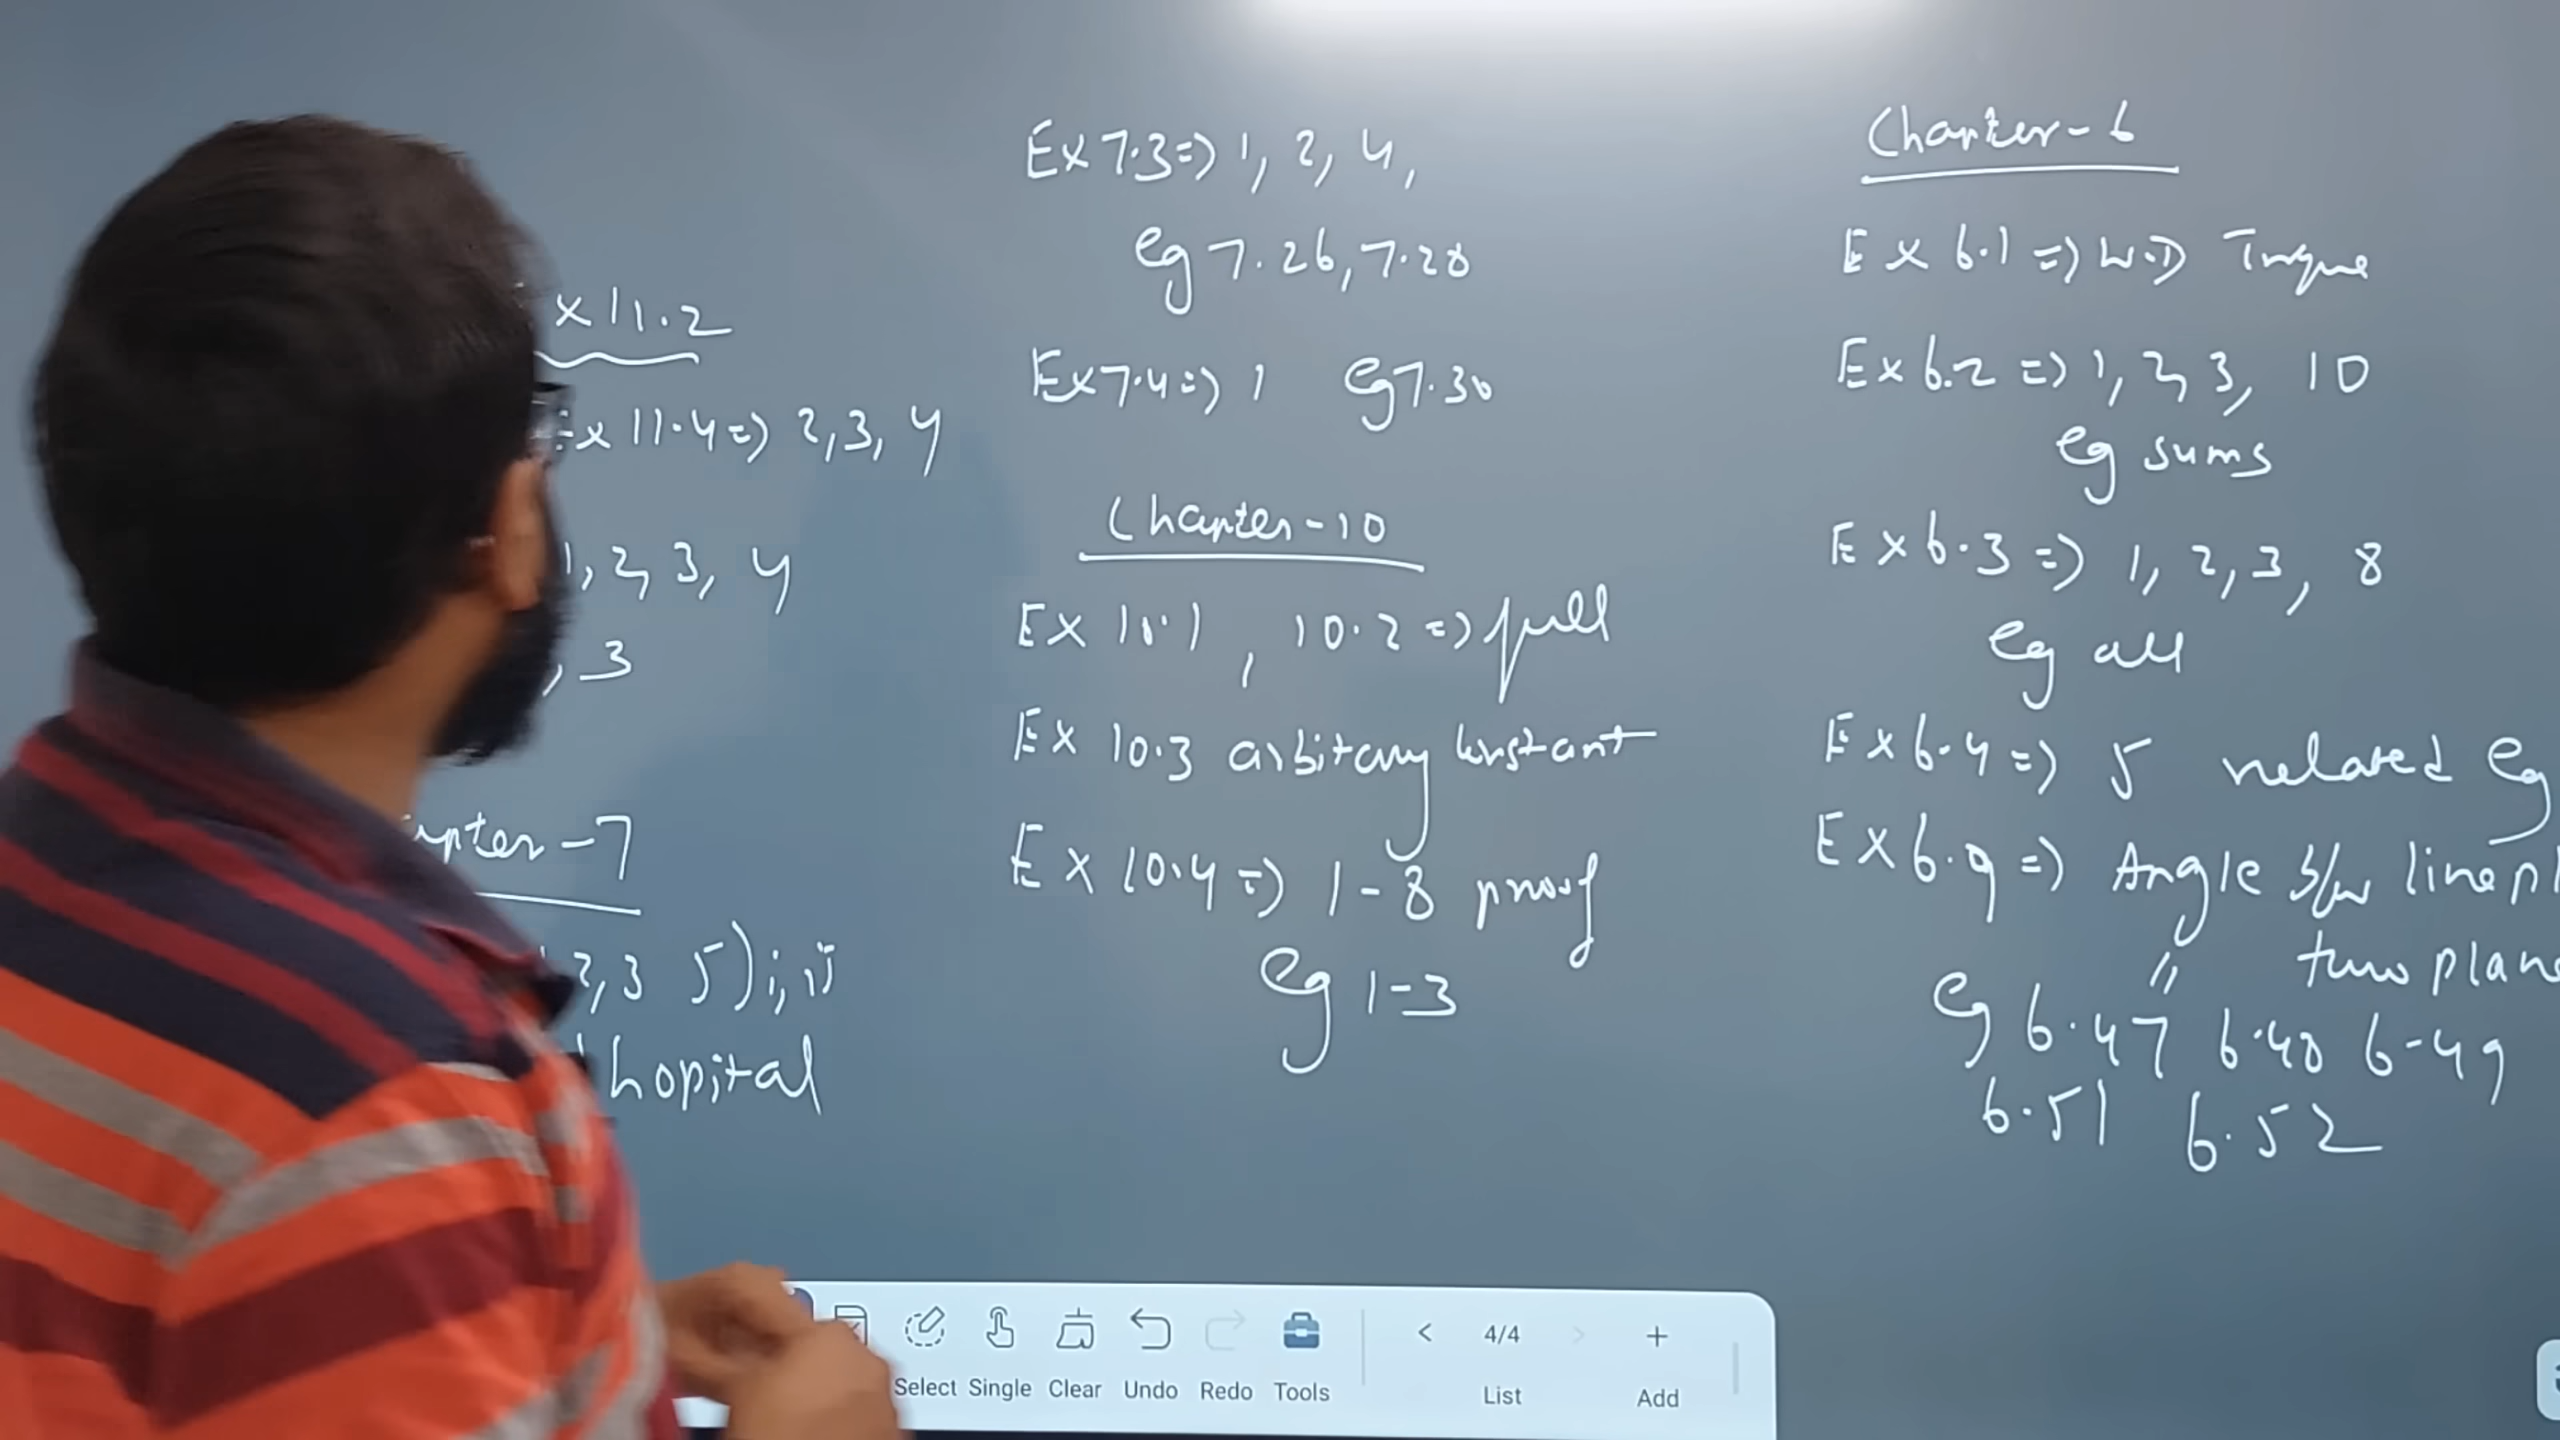 x 11.2
Ex 11.4 => 2, 3, 4
1, 2, 3, 4
, 3
apter - 7
2, 3 5) i, ii
hopital
Ex 7.3 => 1, 2, 4,
eg 7.26, 7.28
Ex 7.4 => 1 eg 7.30
Chapter - 10
Ex 10.1, 10.2 => full
Ex 10.3 arbitary constant
Ex 10.4 => 1 - 8 proof
eg 1 - 3
Chapter - 6
Ex 6.1 => W.D Torque
Ex 6.2 => 1, 2, 3, 10
eg sums
Ex 6.3 => 1, 2, 3, 8
eg all
Ex 6.4 => 5 related eg
Ex 6.9 => Angle b/w line pl
" two plane
eg 6.47 6.48 6.49
6.51 6.52
Select Single Clear Undo Redo Tools < 4/4 > +
List Add